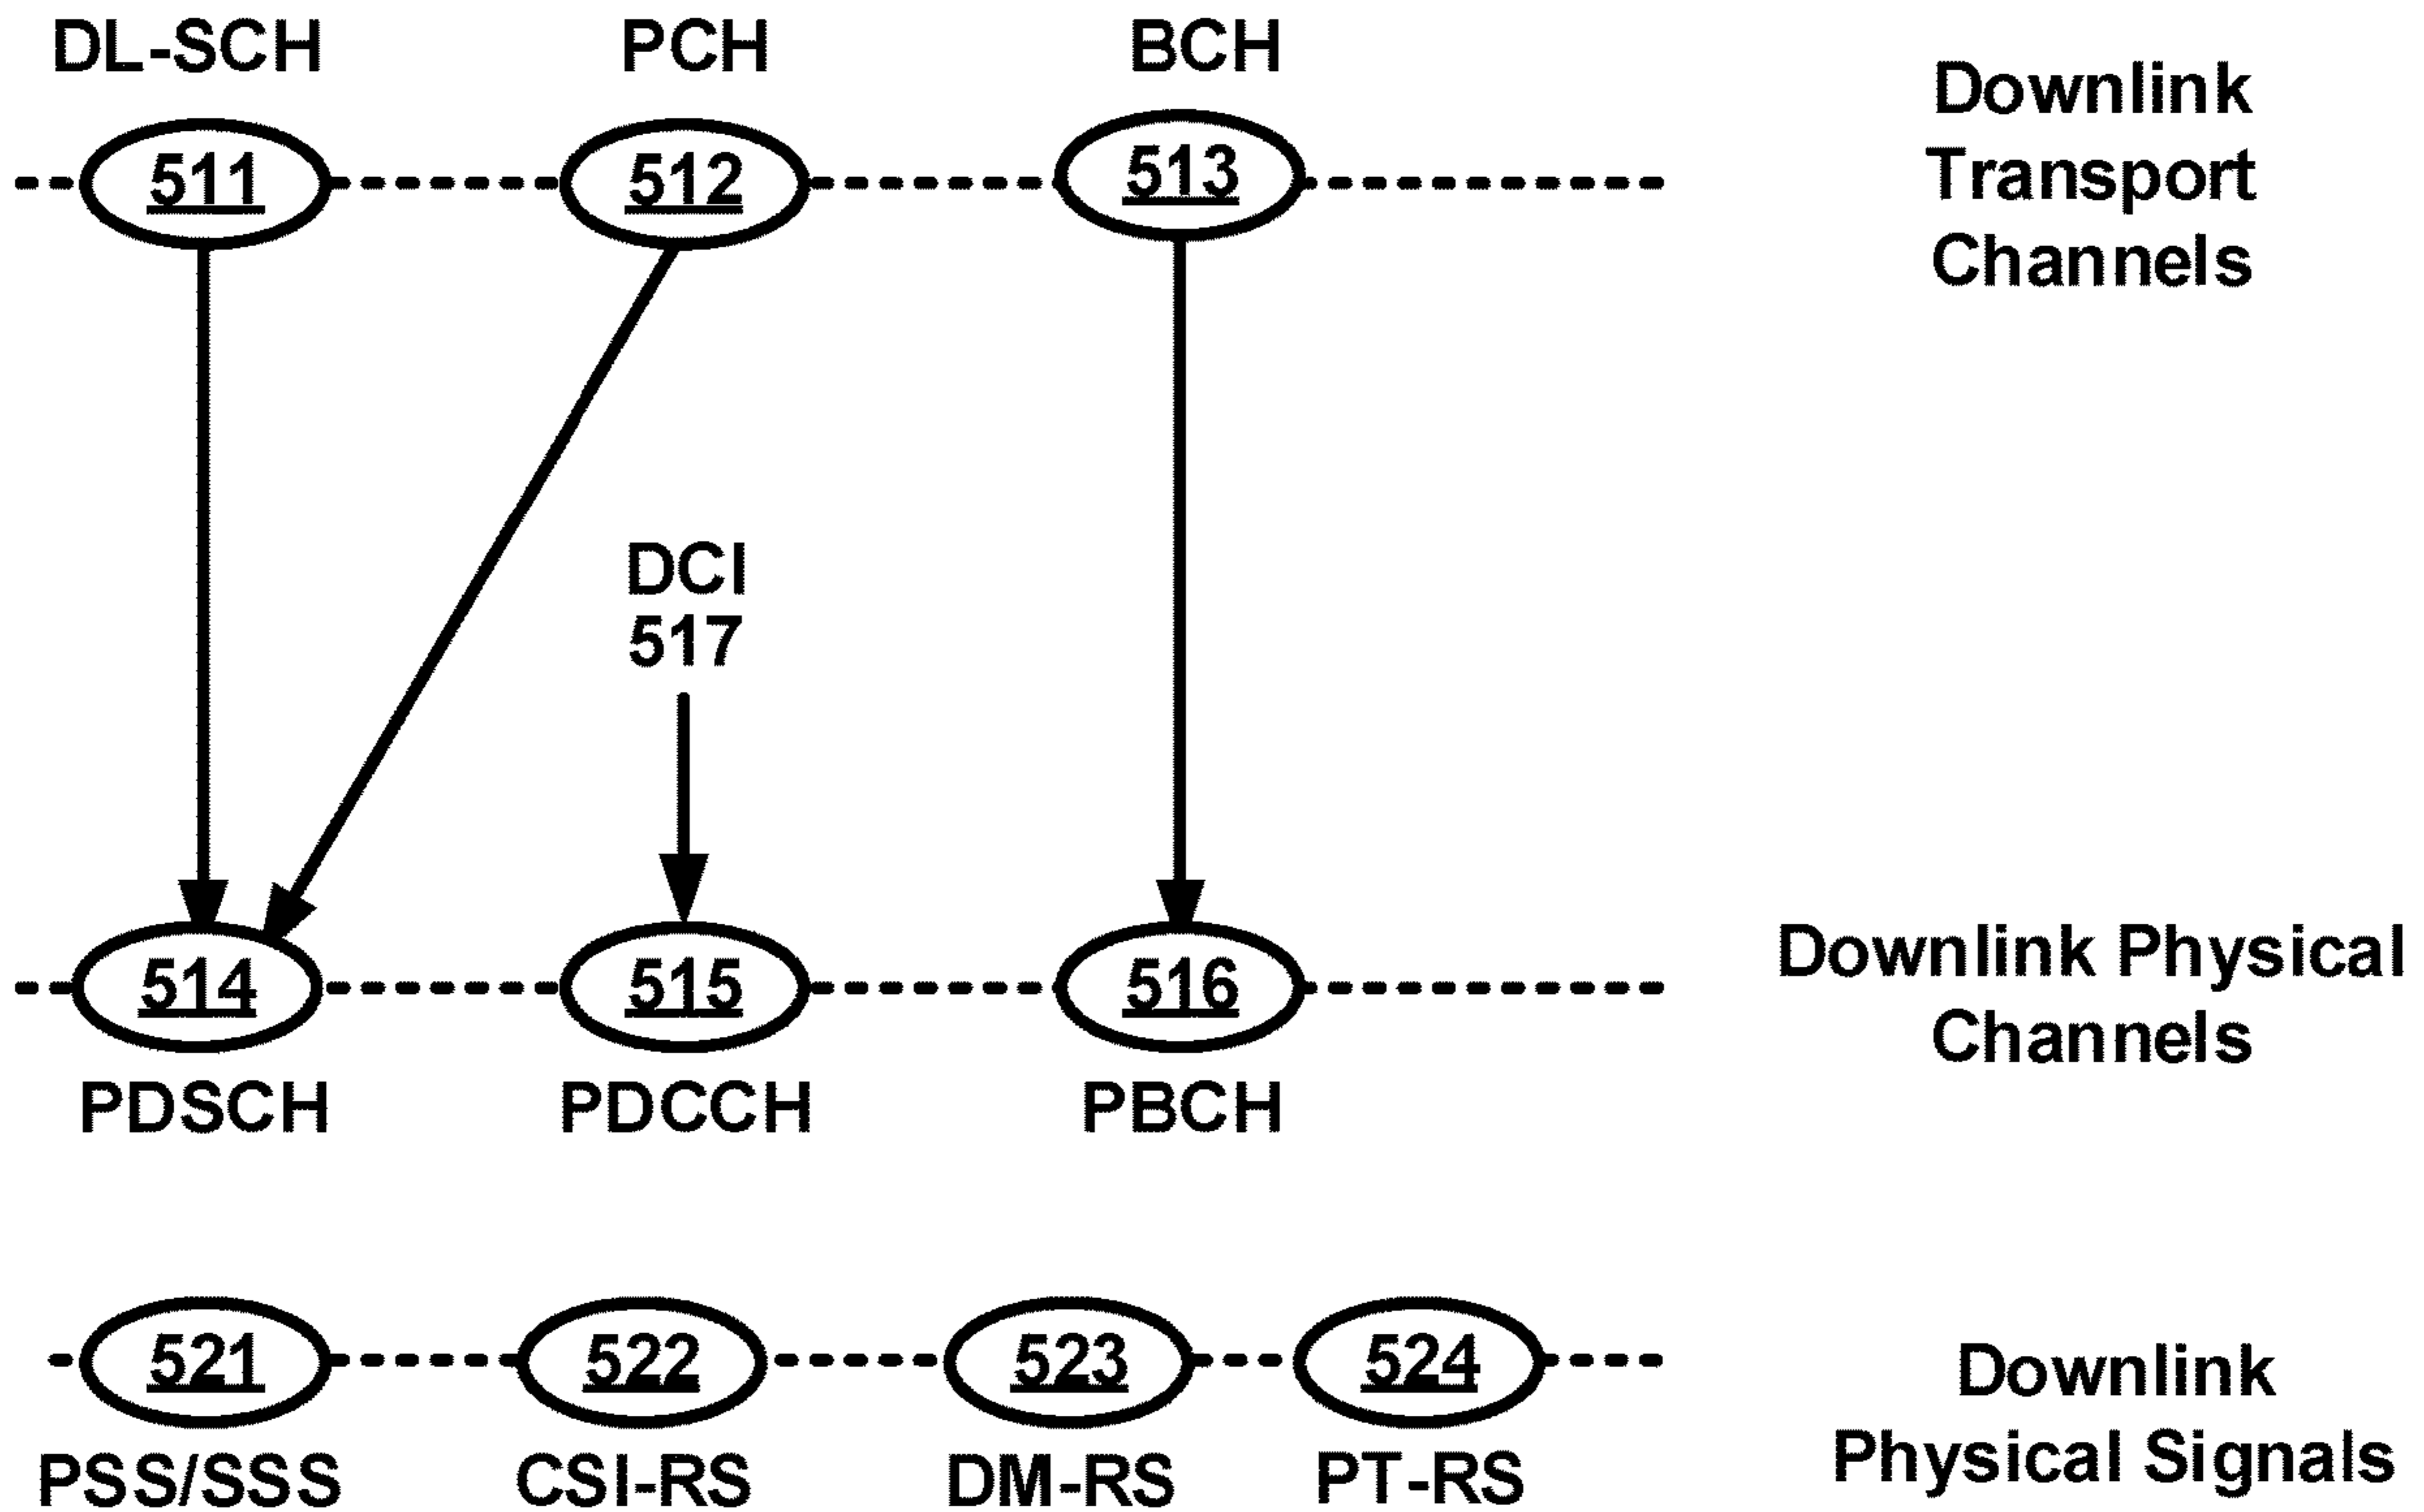 DL-SCH PCH BCH
Downlink
Transport
Channels
511 512 513
DCI
517
Downlink Physical
Channels
514 515 516
PDSCH PDCCH PBCH
521 522 523 524
Downlink
Physical Signals
PSS/SSS CSI-RS DM-RS PT-RS